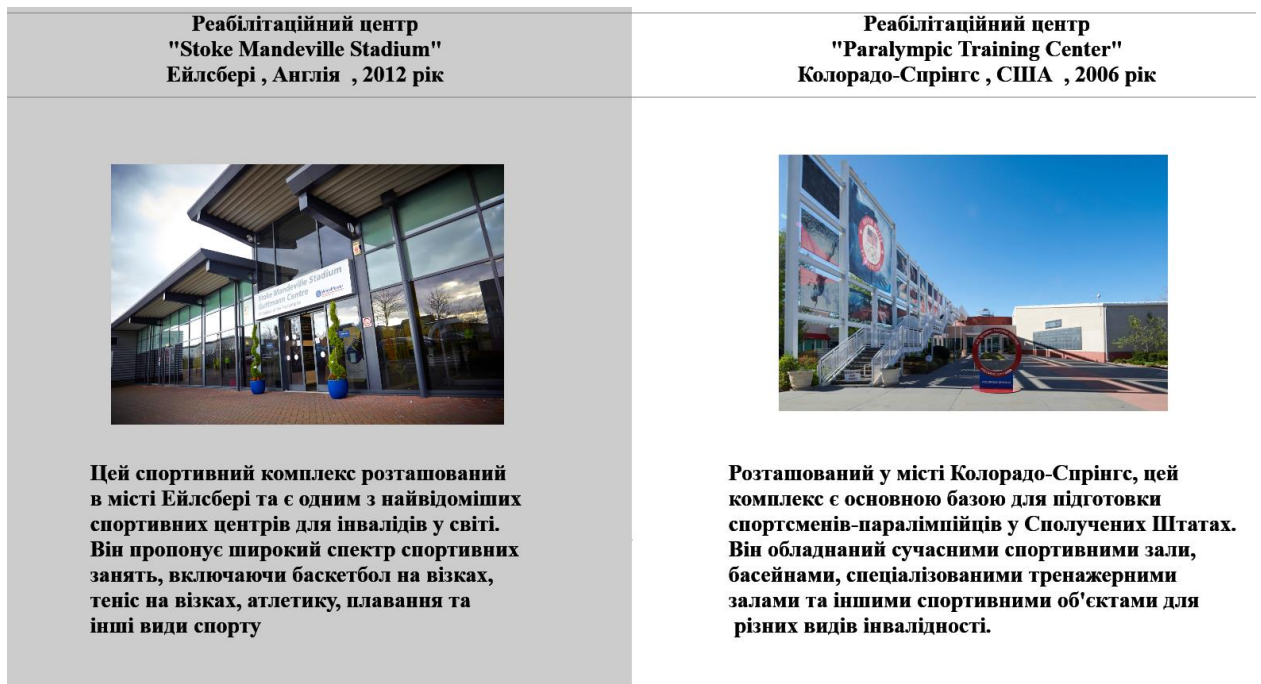 Реабілітаційний центр
"Stoke Mandeville Stadium"
Ейлсбері , Англія , 2012 рік
Stoke Mandeville Stadium
Guttmann Centre
Цей спортивний комплекс розташований
в місті Ейлсбері та є одним з найвідоміших
спортивних центрів для інвалідів у світі.
Він пропонує широкий спектр спортивних
занять, включаючи баскетбол на візках,
теніс на візках, атлетику, плавання та
інші види спорту
Реабілітаційний центр
"Paralympic Training Center"
Колорадо-Спрінгс , США , 2006 рік
Розташований у місті Колорадо-Спрінгс, цей
комплекс є основною базою для підготовки
спортсменів-паралімпійців у Сполучених Штатах.
Він обладнаний сучасними спортивними зали,
басейнами, спеціалізованими тренажерними
залами та іншими спортивними об'єктами для
різних видів інвалідності.